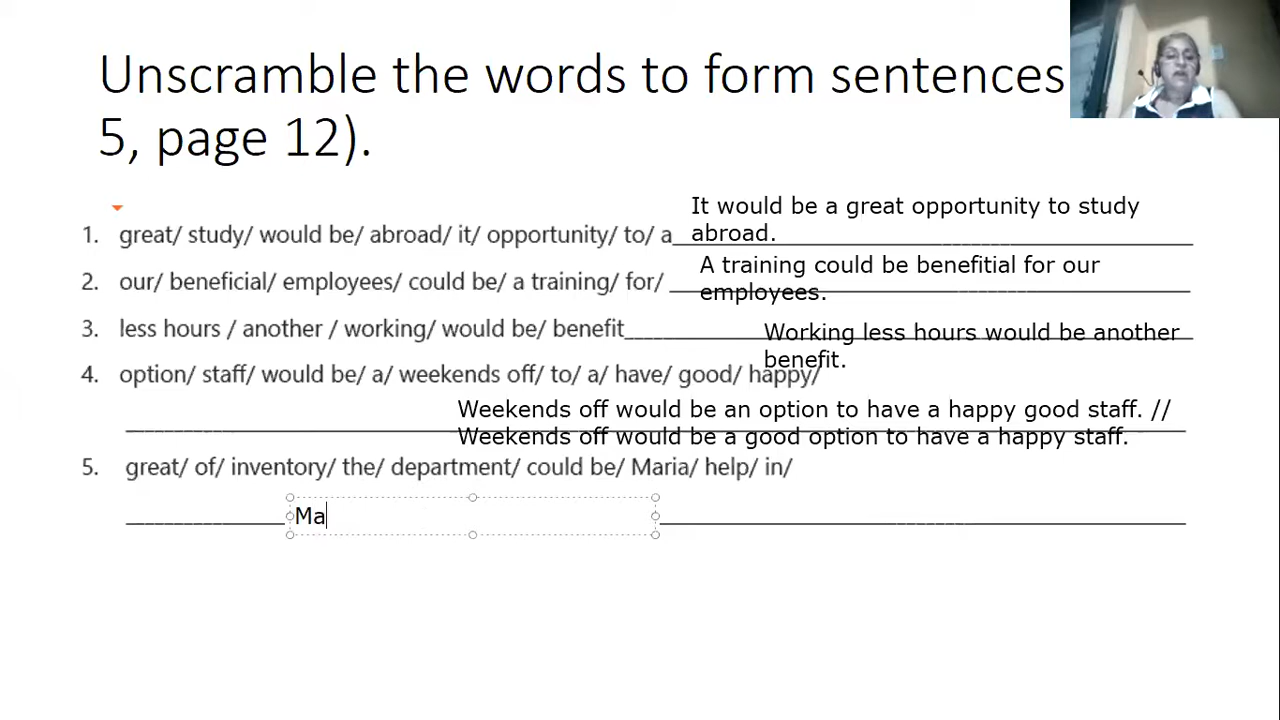 Unscramble the words to form sentences
5, page 12).
It would be a great opportunity to study
1. great/ study/ would be/ abroad/ it/ opportunity/ to/ a
abroad.
A training could be benefitial for our
2. our/ beneficial/ employees/ could be/ a training/ for/
employees.
3. less hours / another / working/ would be/ benefit
Working less hours would be another
benefit.
4. option/ staff/ would be/ a/ weekends off/ to/ a/ have/ good/ happy/
Weekends off would be an option to have a happy good staff. //
Weekends off would be a good option to have a happy staff.
5. great/ of/ inventory/ the/ department/ could be/ Maria/ help/ in/
Ma